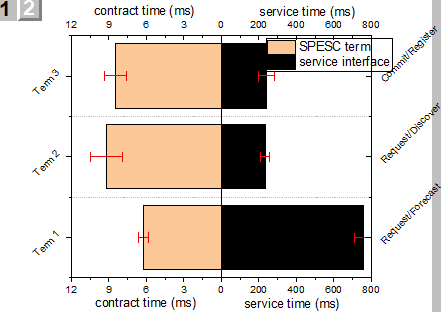 1 2
contract time (ms) service time (ms)
12 9 6 3 0 200 400 600 800
SPESC term
service interface
Term 3 Commit/Register
Term 2 Request/Discover
Term 1 Request/Forecast
12 9 6 3 0 200 400 600 800
contract time (ms) service time (ms)